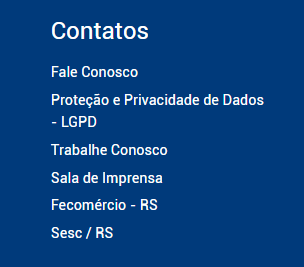 Contatos
Fale Conosco
Proteção e Privacidade de Dados
- LGPD
Trabalhe Conosco
Sala de Imprensa
Fecomércio - RS
Sesc / RS